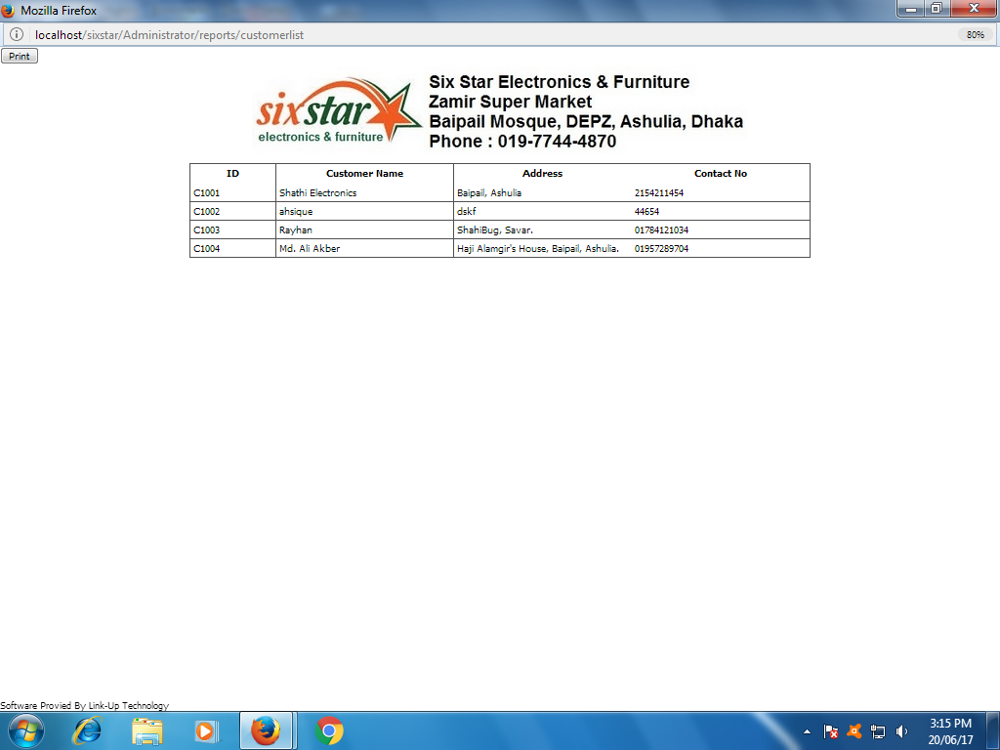 Mozilla Firefox
localhost/sixstar/Administrator/reports/customerlist 80%
Print
sixstar
electronics & furniture
Six Star Electronics & Furniture
Zamir Super Market
Baipail Mosque, DEPZ, Ashulia, Dhaka
Phone : 019-7744-4870
ID Customer Name Address Contact No
C1001 Shathi Electronics Baipail, Ashulia 2154211454
C1002 ahsique dskf 44654
C1003 Rayhan ShahiBug, Savar. 01784121034
C1004 Md. Ali Akber Haji Alamgir's House, Baipail, Ashulia. 01957289704
Software Provied By Link-Up Technology
3:15 PM
20/06/17